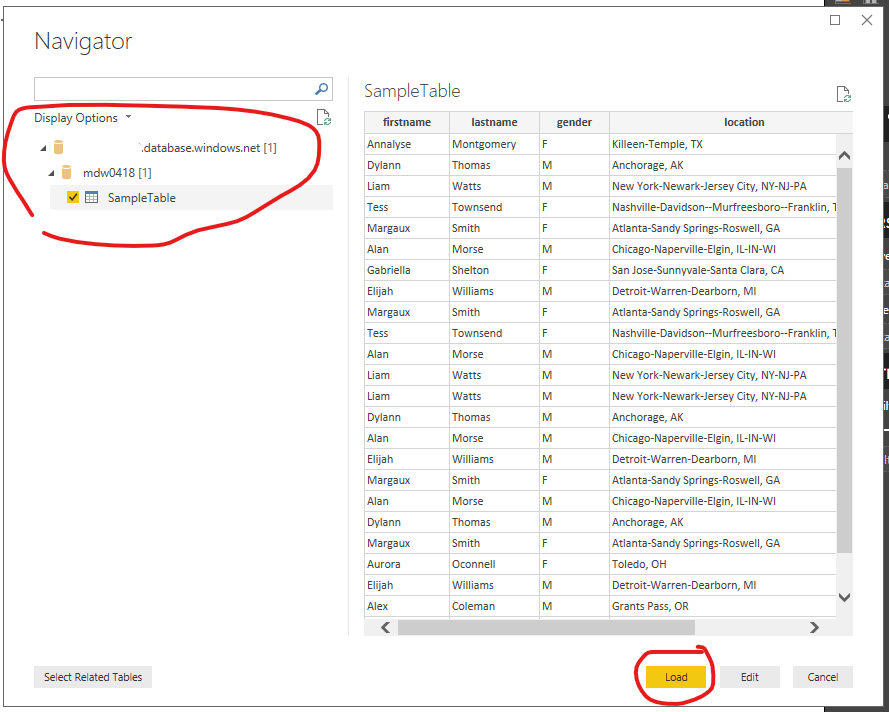 Navigator
SampleTable
Display Options
.database.windows.net [1]
mdw0418 [1]
SampleTable
firstname lastname gender location
Annalyse Montgomery F Killeen-Temple, TX
Dylann Thomas M Anchorage, AK
Liam Watts M New York-Newark-Jersey City, NY-NJ-PA
Tess Townsend F Nashville-Davidson--Murfreesboro--Franklin,
Margaux Smith F Atlanta-Sandy Springs-Roswell, GA
Alan Morse M Chicago-Naperville-Elgin, IL-IN-WI
Gabriella Shelton F San Jose-Sunnyvale-Santa Clara, CA
Elijah Williams M Detroit-Warren-Dearborn, MI
Margaux Smith F Atlanta-Sandy Springs-Roswell, GA
Tess Townsend F Nashville-Davidson--Murfreesboro--Franklin,
Alan Morse M Chicago-Naperville-Elgin, IL-IN-WI
Liam Watts M New York-Newark-Jersey City, NY-NJ-PA
Liam Watts M New York-Newark-Jersey City, NY-NJ-PA
Dylann Thomas M Anchorage, AK
Alan Morse M Chicago-Naperville-Elgin, IL-IN-WI
Elijah Williams M Detroit-Warren-Dearborn, MI
Margaux Smith F Atlanta-Sandy Springs-Roswell, GA
Alan Morse M Chicago-Naperville-Elgin, IL-IN-WI
Dylann Thomas M Anchorage, AK
Margaux Smith F Atlanta-Sandy Springs-Roswell, GA
Aurora Oconnell F Toledo, OH
Elijah Williams M Detroit-Warren-Dearborn, MI
Alex Coleman M Grants Pass, OR
Select Related Tables
Load
Edit
Cancel